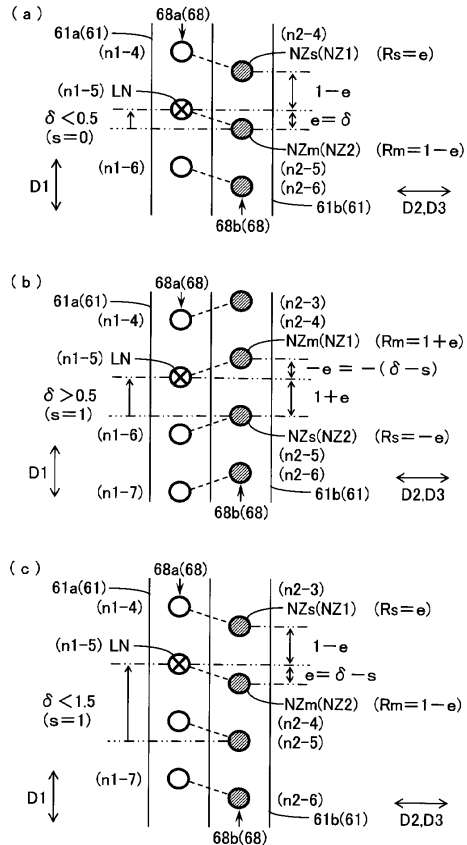 (a)
68a(68)
61a(61)
(n1-4)
(n2-4)
NZs(NZ1) (Rs=e)
1-e
(n1-5) LN
δ<0.5
(s=0)
e=δ
NZm(NZ2) (Rm=1-e)
(n1-6)
(n2-5)
(n2-6)
D1
61b(61)
D2,D3
68b(68)
(b)
68a(68)
61a(61)
(n1-4)
(n2-3)
(n2-4)
NZm(NZ1) (Rm=1+e)
(n1-5) LN
-e = -(δ-s)
δ>0.5
(s=1)
1+e
(n1-6)
NZs(NZ2) (Rs=-e)
(n2-5)
(n2-6)
D1
(n1-7)
61b(61)
D2,D3
68b(68)
(c)
68a(68)
61a(61)
(n1-4)
(n2-3)
NZs(NZ1) (Rs=e)
1-e
(n1-5) LN
e=δ-s
δ<1.5
(s=1)
NZm(NZ2) (Rm=1-e)
(n2-4)
(n2-5)
(n1-7)
D1
(n2-6)
61b(61)
D2,D3
68b(68)